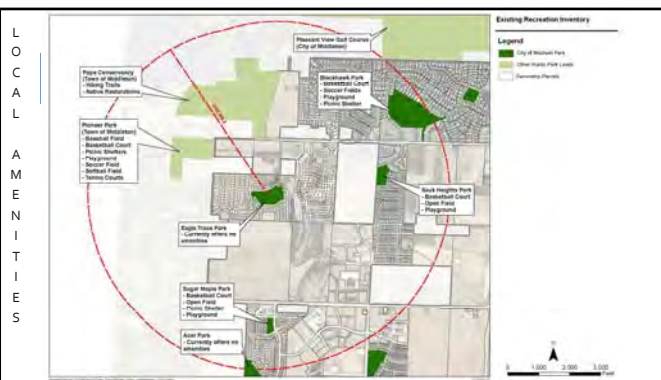 LOCAL AMENITIES
Existing Recreation Inventory
Legend
City of Madison Park
Other Public Park Lands
Pleasant View Golf Course
(City of Middleton)
Pope Conservancy
(Town of Middleton)
- Hiking Trails
- Native Restorations
Blackhawk Park
- Basketball Court
- Soccer Fields
- Playground
- Picnic Shelter
Pioneer Park
(Town of Middleton)
- Baseball Field
- Basketball Court
- Picnic Shelters
- Playground
- Soccer Field
- Softball Field
- Tennis Courts
Sauk Heights Park
- Basketball Court
- Open Field
- Playground
Eagle Trace Park
- Currently offers no
amenities
Sugar Maple Park
- Basketball Court
- Open Field
- Picnic Shelter
- Playground
Acer Park
- Currently offers no
amenities
0 1,000 2,000 3,000
Feet